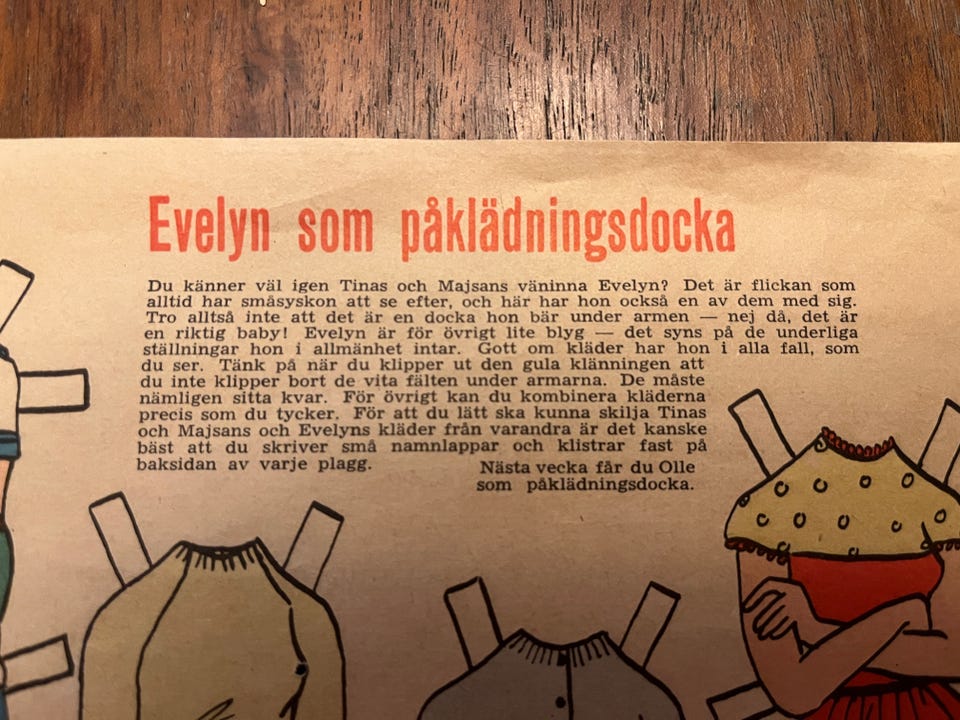 Evelyn som påklädningsdocka
Du känner väl igen Tinas och Majsans väninna Evelyn? Det är flickan som
alltid har småsyskon att se efter, och här har hon också en av dem med sig.
Tro alltså inte att det är en docka hon bär under armen — nej då, det är
en riktig baby! Evelyn är för övrigt lite blyg — det syns på de underliga
ställningar hon i allmänhet intar. Gott om kläder har hon i alla fall, som
du ser. Tänk på när du klipper ut den gula klänningen att
du inte klipper bort de vita fälten under armarna. De måste
nämligen sitta kvar. För övrigt kan du kombinera kläderna
precis som du tycker. För att du lätt ska kunna skilja Tinas
och Majsans och Evelyns kläder från varandra är det kanske
bäst att du skriver små namnlappar och klistrar fast på
baksidan av varje plagg.
Nästa vecka får du Olle
som påklädningsdocka.